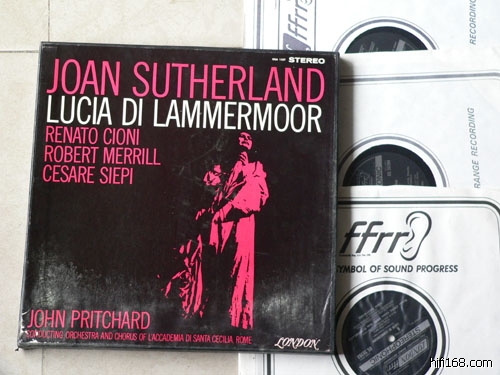 STEREO
JOAN SUTHERLAND
LUCIA DI LAMMERMOOR
RENATO CIONI
ROBERT MERRILL
CESARE SIEPI
JOHN PRITCHARD
CONDUCTING ORCHESTRA AND CHORUS OF L'ACCADEMIA DI SANTA CECILIA, ROME
LONDON
ffrr
RECORDING
RANGE RECORDING
ffrr
SYMBOL OF SOUND PROGRESS
hifi168.com